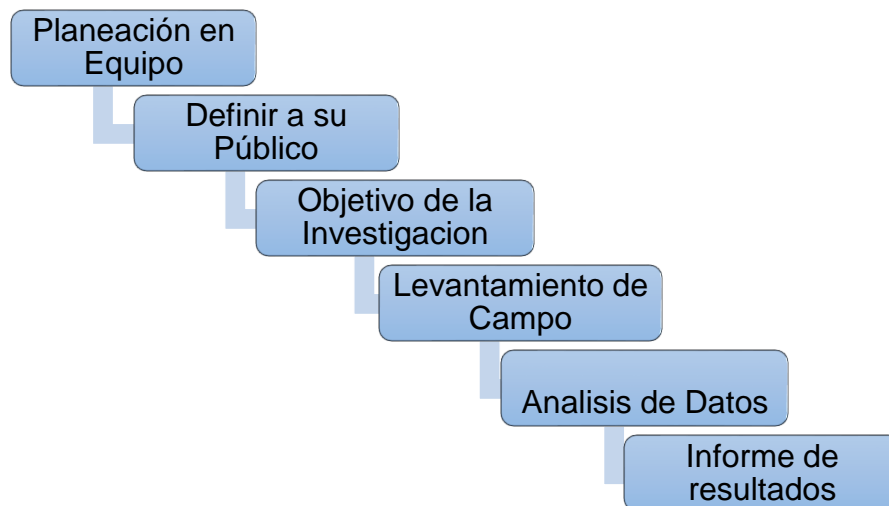 Planeación en
Equipo
Definir a su
Público
Objetivo de la
Investigacion
Levantamiento de
Campo
Analisis de Datos
Informe de
resultados